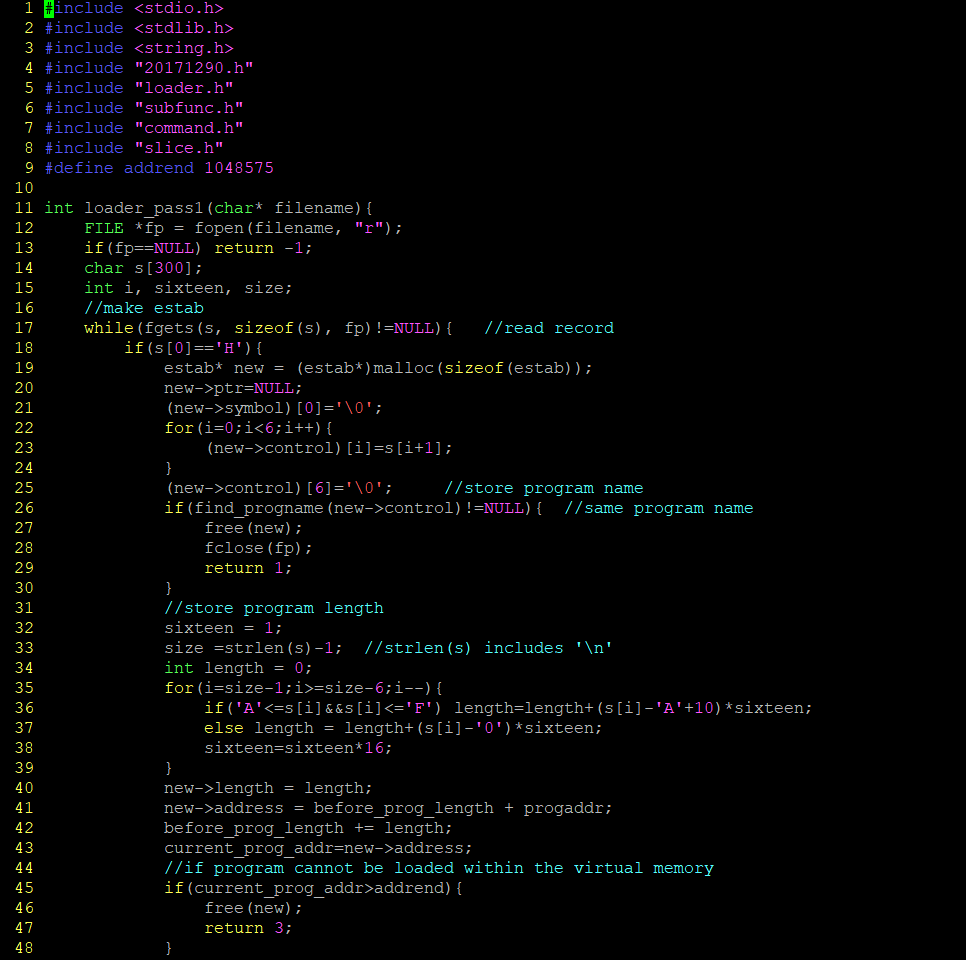 1 #include <stdio.h>
2 #include <stdlib.h>
3 #include <string.h>
4 #include "20171290.h"
5 #include "loader.h"
6 #include "subfunc.h"
7 #include "command.h"
8 #include "slice.h"
9 #define addrend 1048575
10
11 int loader_pass1(char* filename){
12     FILE *fp = fopen(filename, "r");
13     if(fp==NULL) return -1;
14     char s[300];
15     int i, sixteen, size;
16     //make estab
17     while(fgets(s, sizeof(s), fp)!=NULL){   //read record
18         if(s[0]=='H'){
19             estab* new = (estab*)malloc(sizeof(estab));
20             new->ptr=NULL;
21             (new->symbol)[0]='\0';
22             for(i=0;i<6;i++){
23                 (new->control)[i]=s[i+1];
24             }
25             (new->control)[6]='\0';     //store program name
26             if(find_progname(new->control)!=NULL){  //same program name
27                 free(new);
28                 fclose(fp);
29                 return 1;
30             }
31             //store program length
32             sixteen = 1;
33             size =strlen(s)-1;  //strlen(s) includes '\n'
34             int length = 0;
35             for(i=size-1;i>=size-6;i--){
36                 if('A'<=s[i]&&s[i]<='F') length=length+(s[i]-'A'+10)*sixteen;
37                 else length = length+(s[i]-'0')*sixteen;
38                 sixteen=sixteen*16;
39             }
40             new->length = length;
41             new->address = before_prog_length + progaddr;
42             before_prog_length += length;
43             current_prog_addr=new->address;
44             //if program cannot be loaded within the virtual memory
45             if(current_prog_addr>addrend){
46                 free(new);
47                 return 3;
48             }